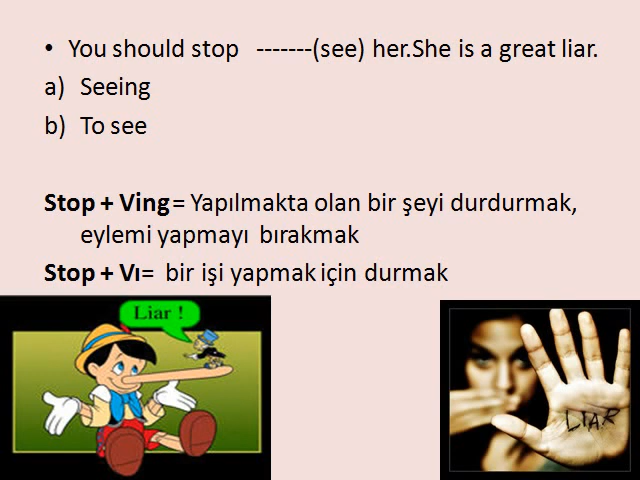 • You should stop -------(see) her.She is a great liar.
a) Seeing
b) To see
Stop + Ving= Yapılmakta olan bir şeyi durdurmak,
eylemi yapmayı bırakmak
Stop + Vı= bir işi yapmak için durmak
Liar !
LIAR